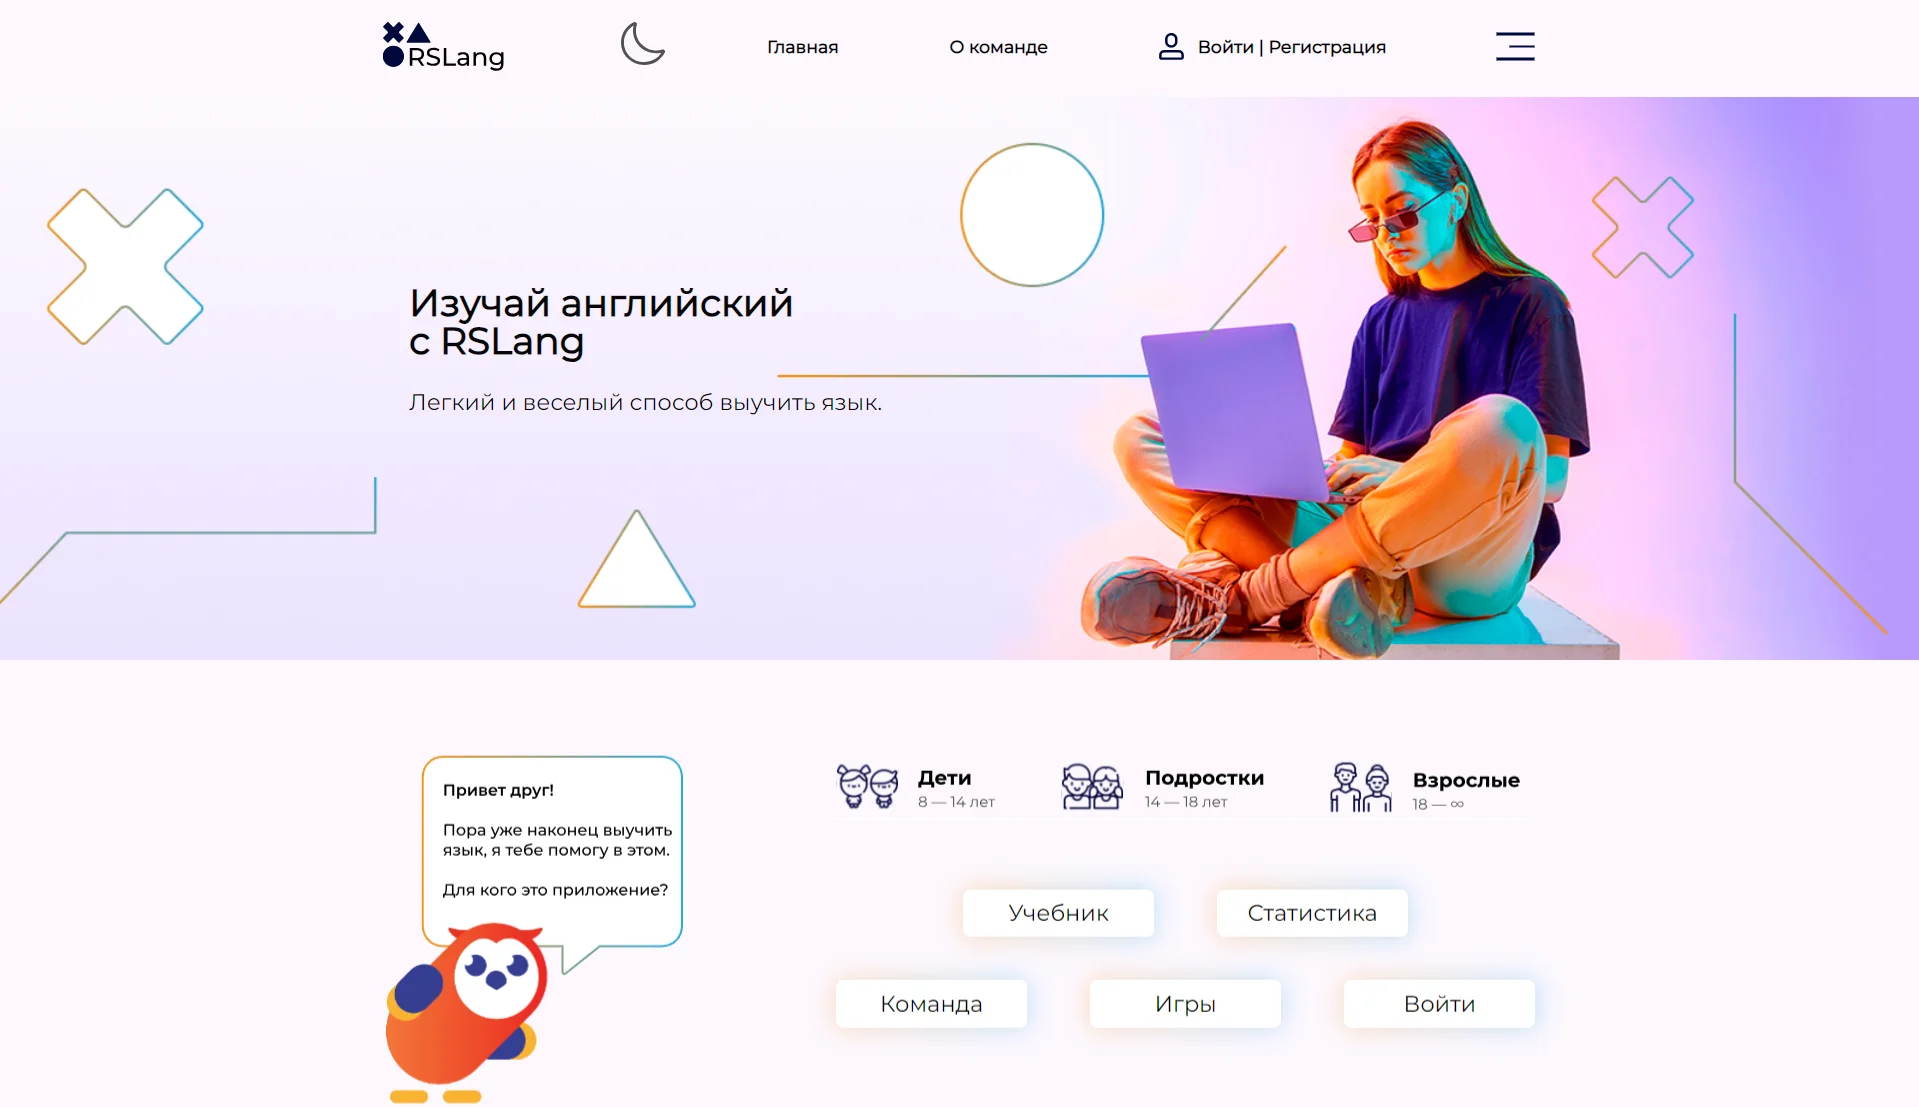 RSLang
Главная
О команде
Войти | Регистрация
Изучай английский
с RSLang
Легкий и веселый способ выучить язык.
Привет друг!
Пора уже наконец выучить
язык, я тебе помогу в этом.
Для кого это приложение?
Дети
8 — 14 лет
Подростки
14 — 18 лет
Взрослые
18 — ∞
Учебник
Статистика
Команда
Игры
Войти